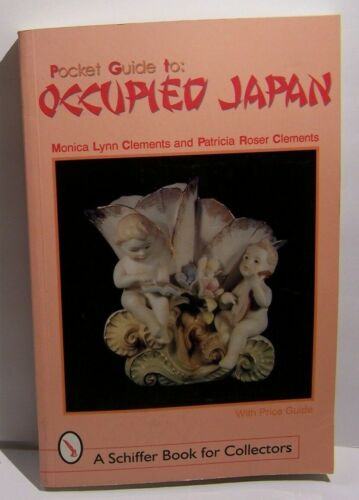 Pocket Guide to:
OCCUPIED JAPAN
Monica Lynn Clements and Patricia Roser Clements
With Price Guide
A Schiffer Book for Collectors